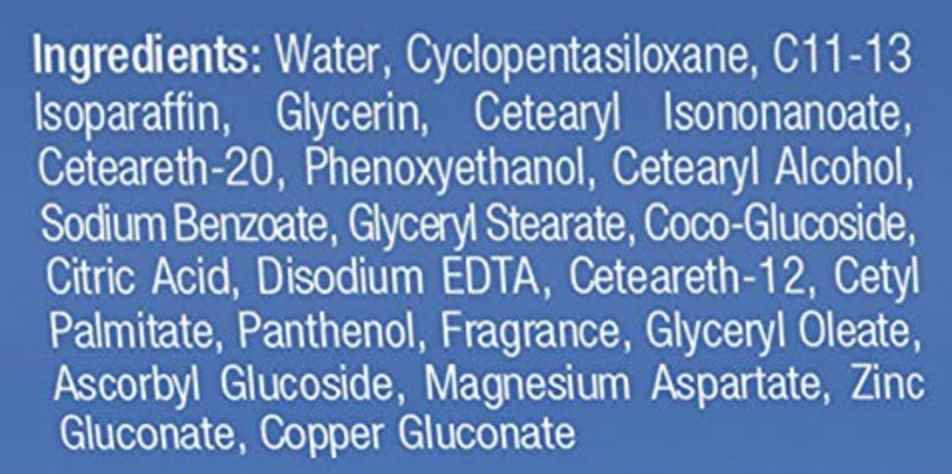 Ingredients: Water, Cyclopentasiloxane, C11-13
Isoparaffin, Glycerin, Cetearyl Isononanoate,
Ceteareth-20, Phenoxyethanol, Cetearyl Alcohol,
Sodium Benzoate, Glyceryl Stearate, Coco-Glucoside,
Citric Acid, Disodium EDTA, Ceteareth-12, Cetyl
Palmitate, Panthenol, Fragrance, Glyceryl Oleate,
Ascorbyl Glucoside, Magnesium Aspartate, Zinc
Gluconate, Copper Gluconate